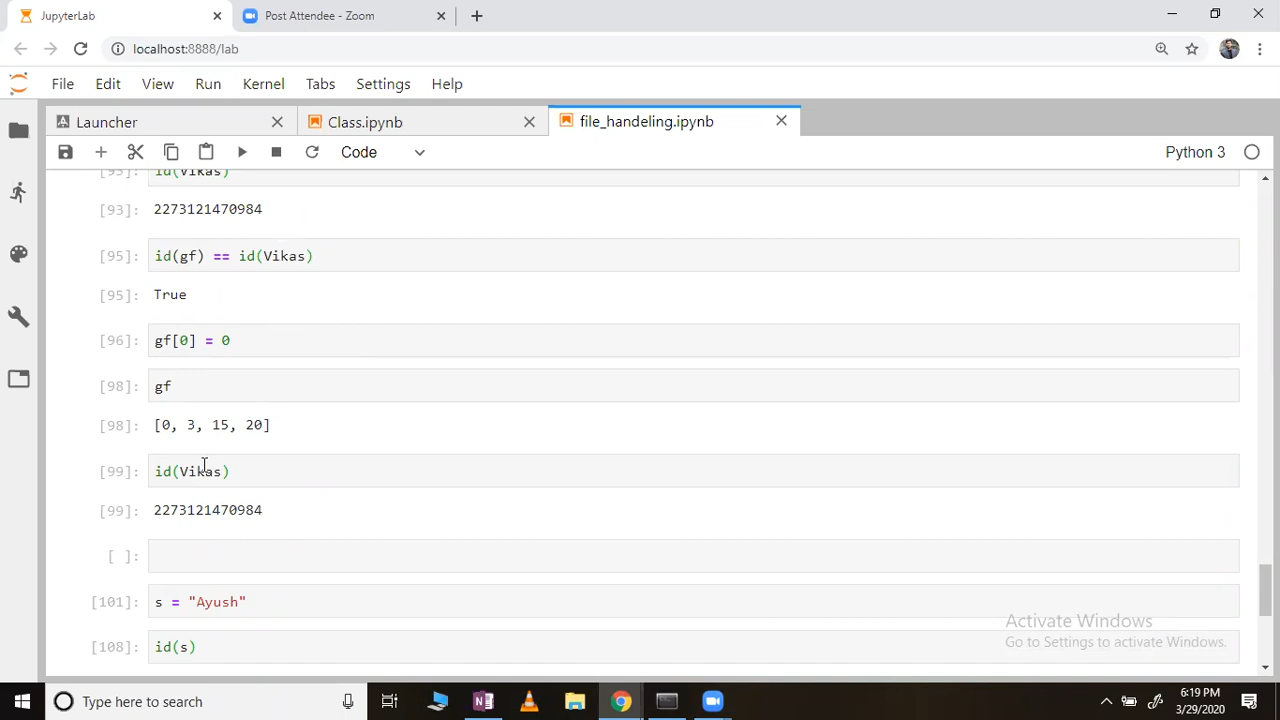 JupyterLab
Post Attendee - Zoom
localhost:8888/lab
File Edit View Run Kernel Tabs Settings Help
Launcher
Class.ipynb
file_handeling.ipynb
Code
Python 3
[93]: id(Vikas)
[93]: 2273121470984
[95]: id(gf) == id(Vikas)
[95]: True
[96]: gf[0] = 0
[98]: gf
[98]: [0, 3, 15, 20]
[99]: id(Vikas)
[99]: 2273121470984
[ ]:
[101]: s = "Ayush"
[108]: id(s)
Activate Windows
Go to Settings to activate Windows.
Type here to search
6:19 PM
3/29/2020